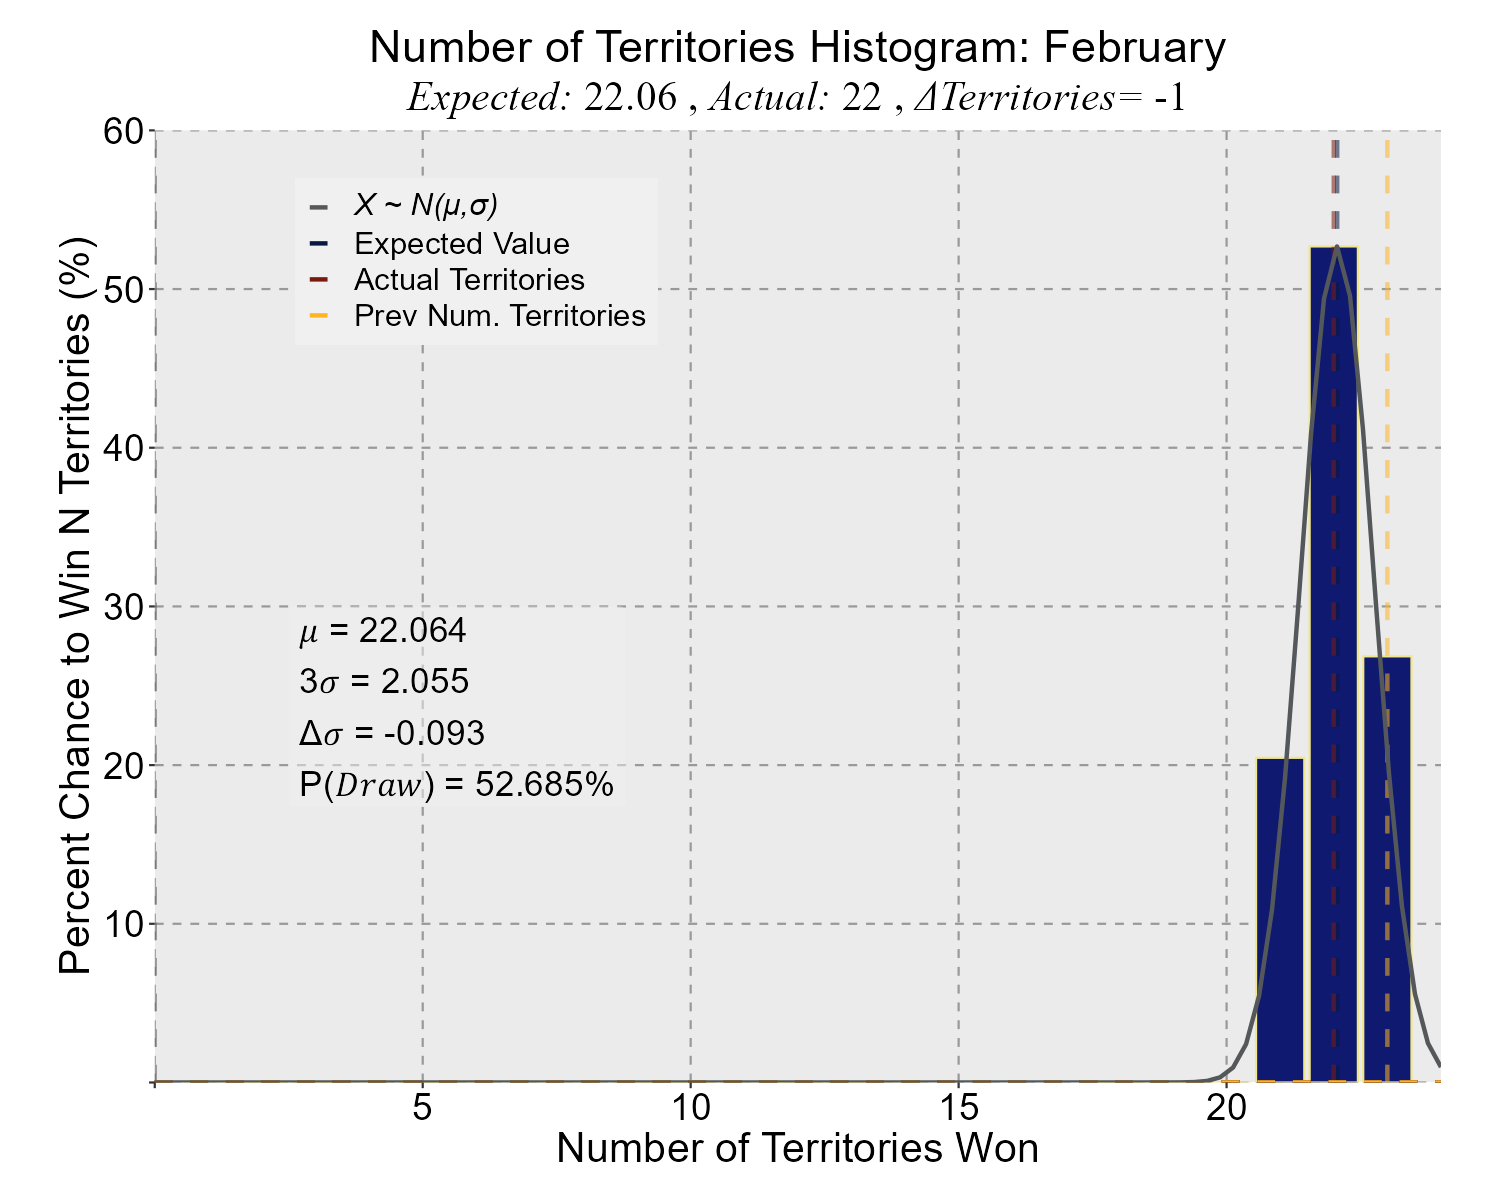 Number of Territories Histogram: February
Expected: 22.06 , Actual: 22 , ΔTerritories= -1
Percent Chance to Win N Territories (%)
60
50
40
30
20
10
X ~ N(μ,σ)
Expected Value
Actual Territories
Prev Num. Territories
μ = 22.064
3σ = 2.055
Δσ = -0.093
P(Draw) = 52.685%
5 10 15 20
Number of Territories Won